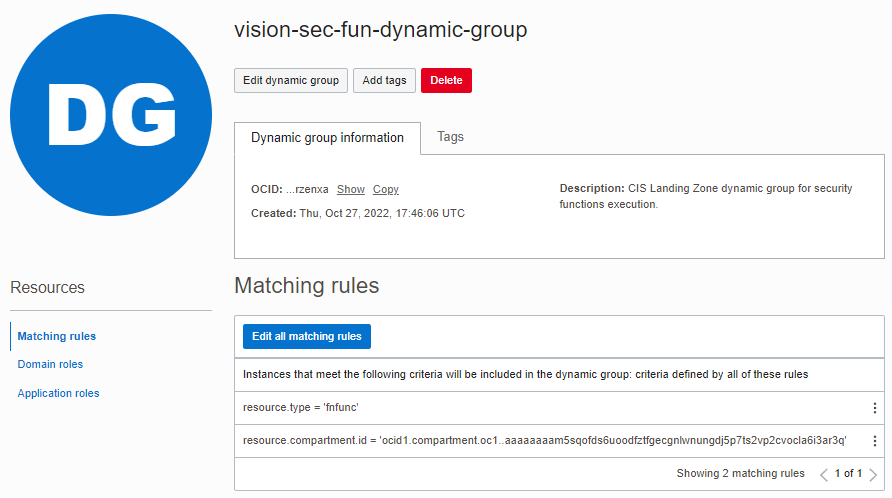 DG
vision-sec-fun-dynamic-group
Edit dynamic group
Add tags
Delete
Dynamic group information
Tags
OCID: ...rzenxa Show Copy
Created: Thu, Oct 27, 2022, 17:46:06 UTC
Description: CIS Landing Zone dynamic group for security
functions execution.
Resources
Matching rules
Domain roles
Application roles
Matching rules
Edit all matching rules
Instances that meet the following criteria will be included in the dynamic group: criteria defined by all of these rules
resource.type = 'fnfunc'
resource.compartment.id = 'ocid1.compartment.oc1..aaaaaaaam5sqofds6uoodfztfgecgnlwnungdj5p7ts2vp2cvocla6i3ar3q'
Showing 2 matching rules
1 of 1